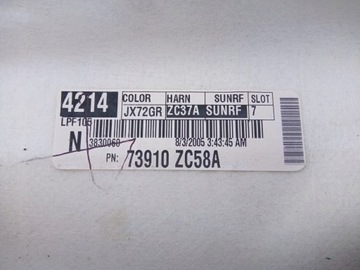 4214 COLOR HARN SUNRF SLOT
JX72GR ZC37A SUNRF 7
LPF105
N 3830960 8/3/2005 3:43:45 AM
PN: 73910 ZC58A